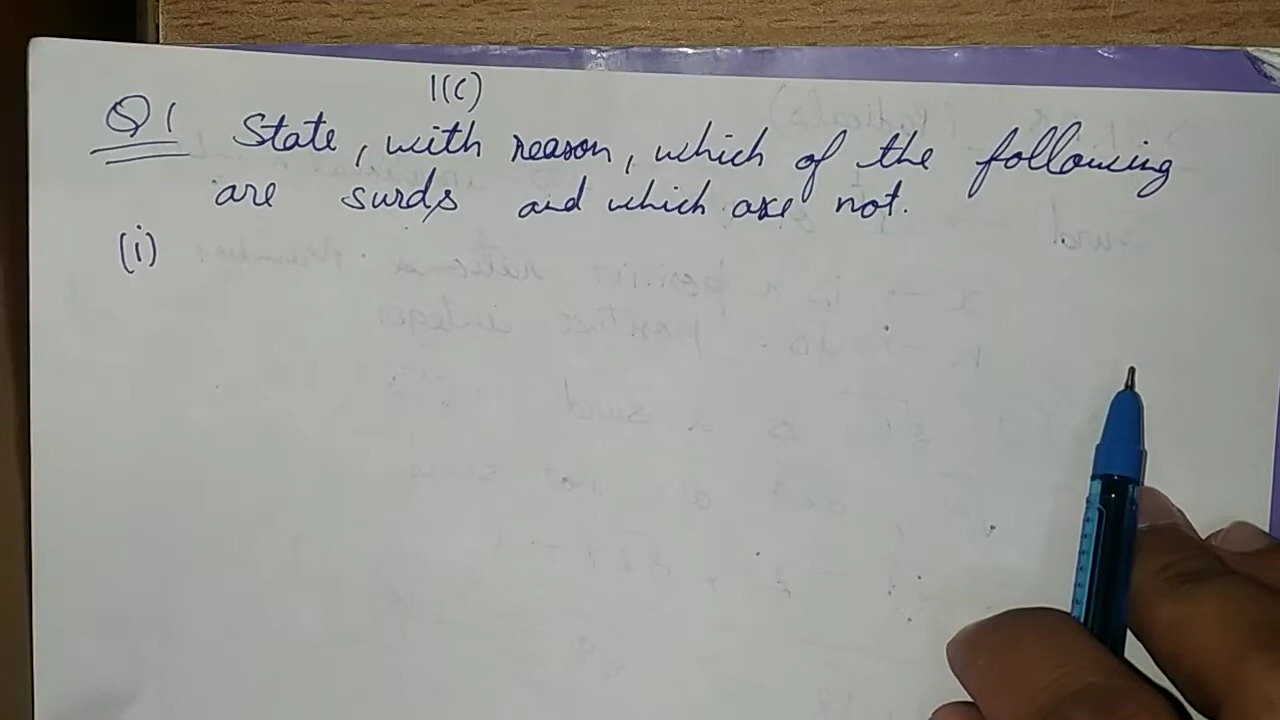 1(c)
Q1 State, with reason, which of the following
are surds and which are not.
(i)